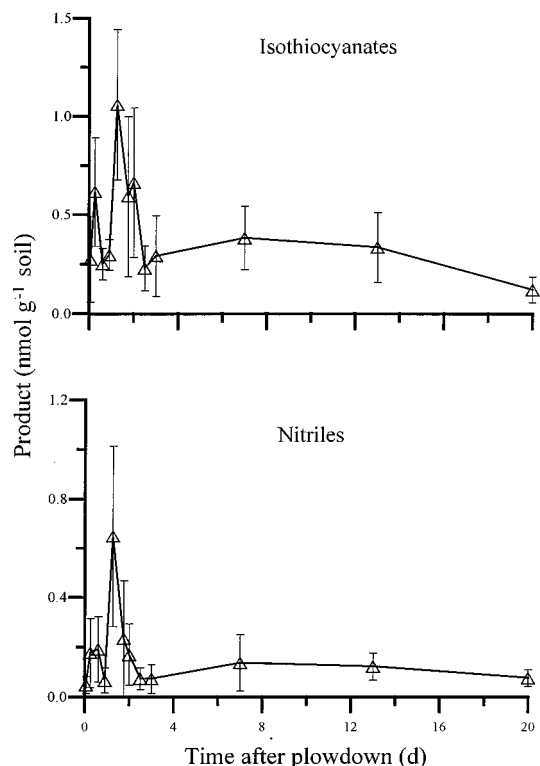 1.5
Isothiocyanates
1.0
0.5
0.0
Product (nmol g⁻¹ soil)
1.2
Nitriles
0.8
0.4
0.0
0 4 8 12 16 20
Time after plowdown (d)